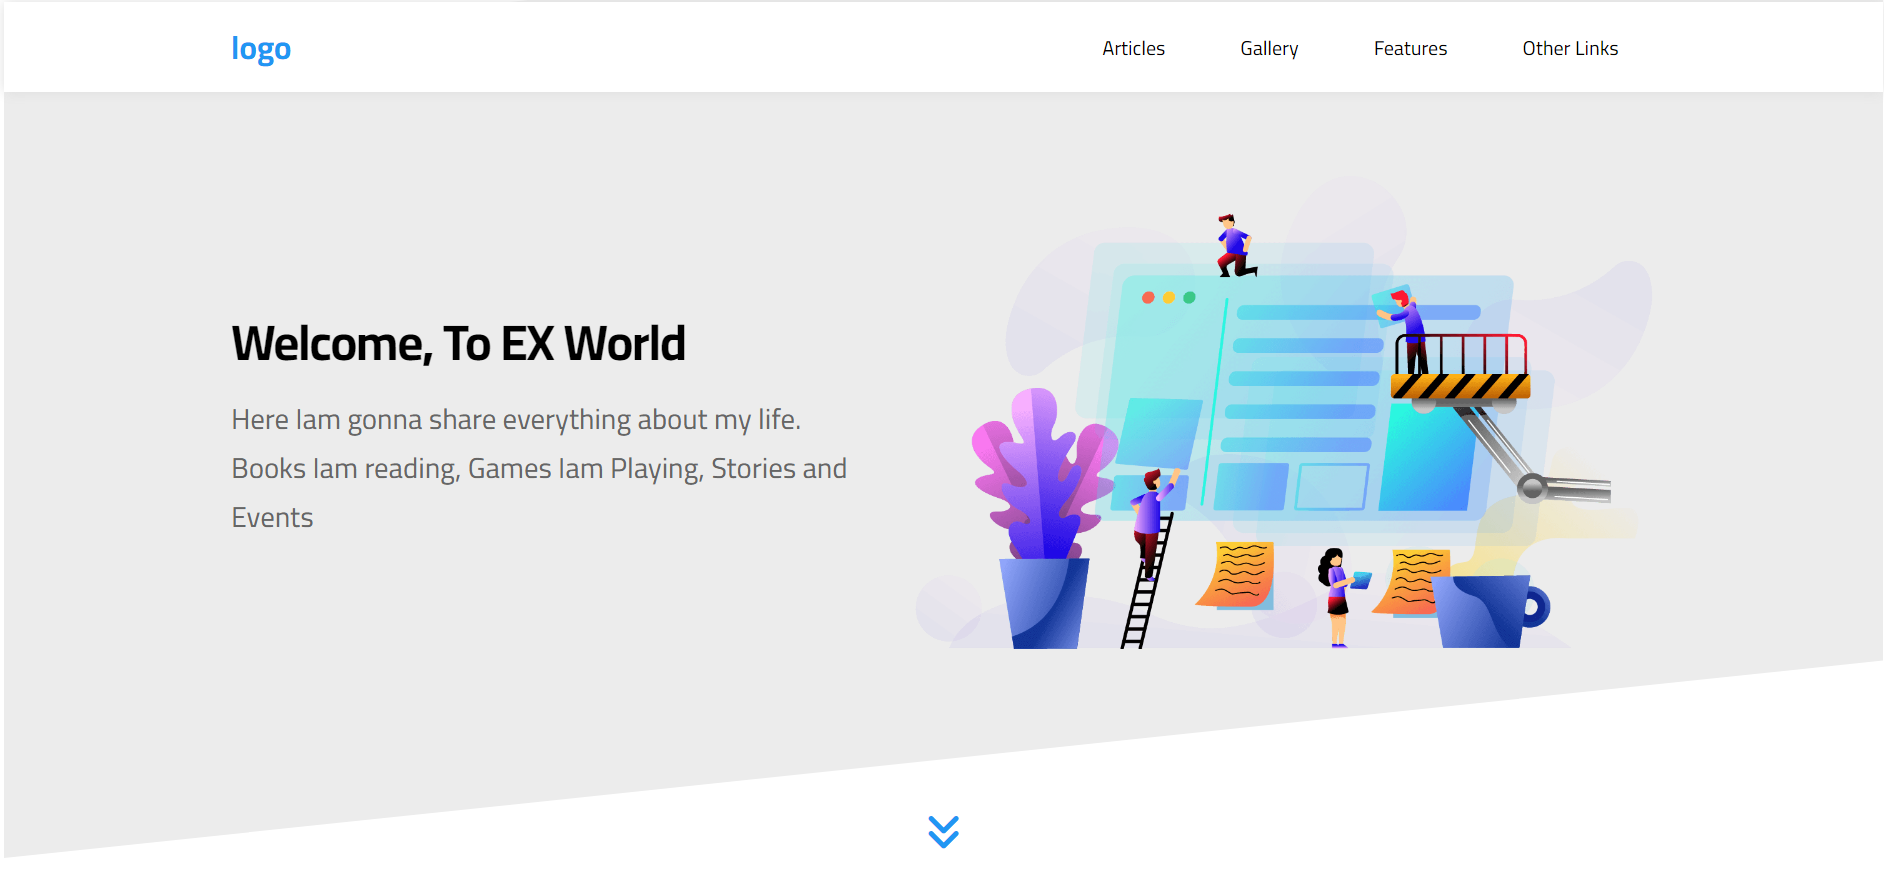 logo
Articles Gallery Features Other Links
Welcome, To EX World
Here Iam gonna share everything about my life.
Books Iam reading, Games Iam Playing, Stories and
Events